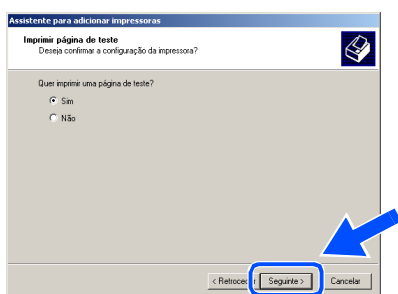 Assistente para adicionar impressoras
Imprimir página de teste
Deseja confirmar a configuração da impressora?
Quer imprimir uma página de teste?
Sim
Não
< Retroceder Seguinte > Cancelar